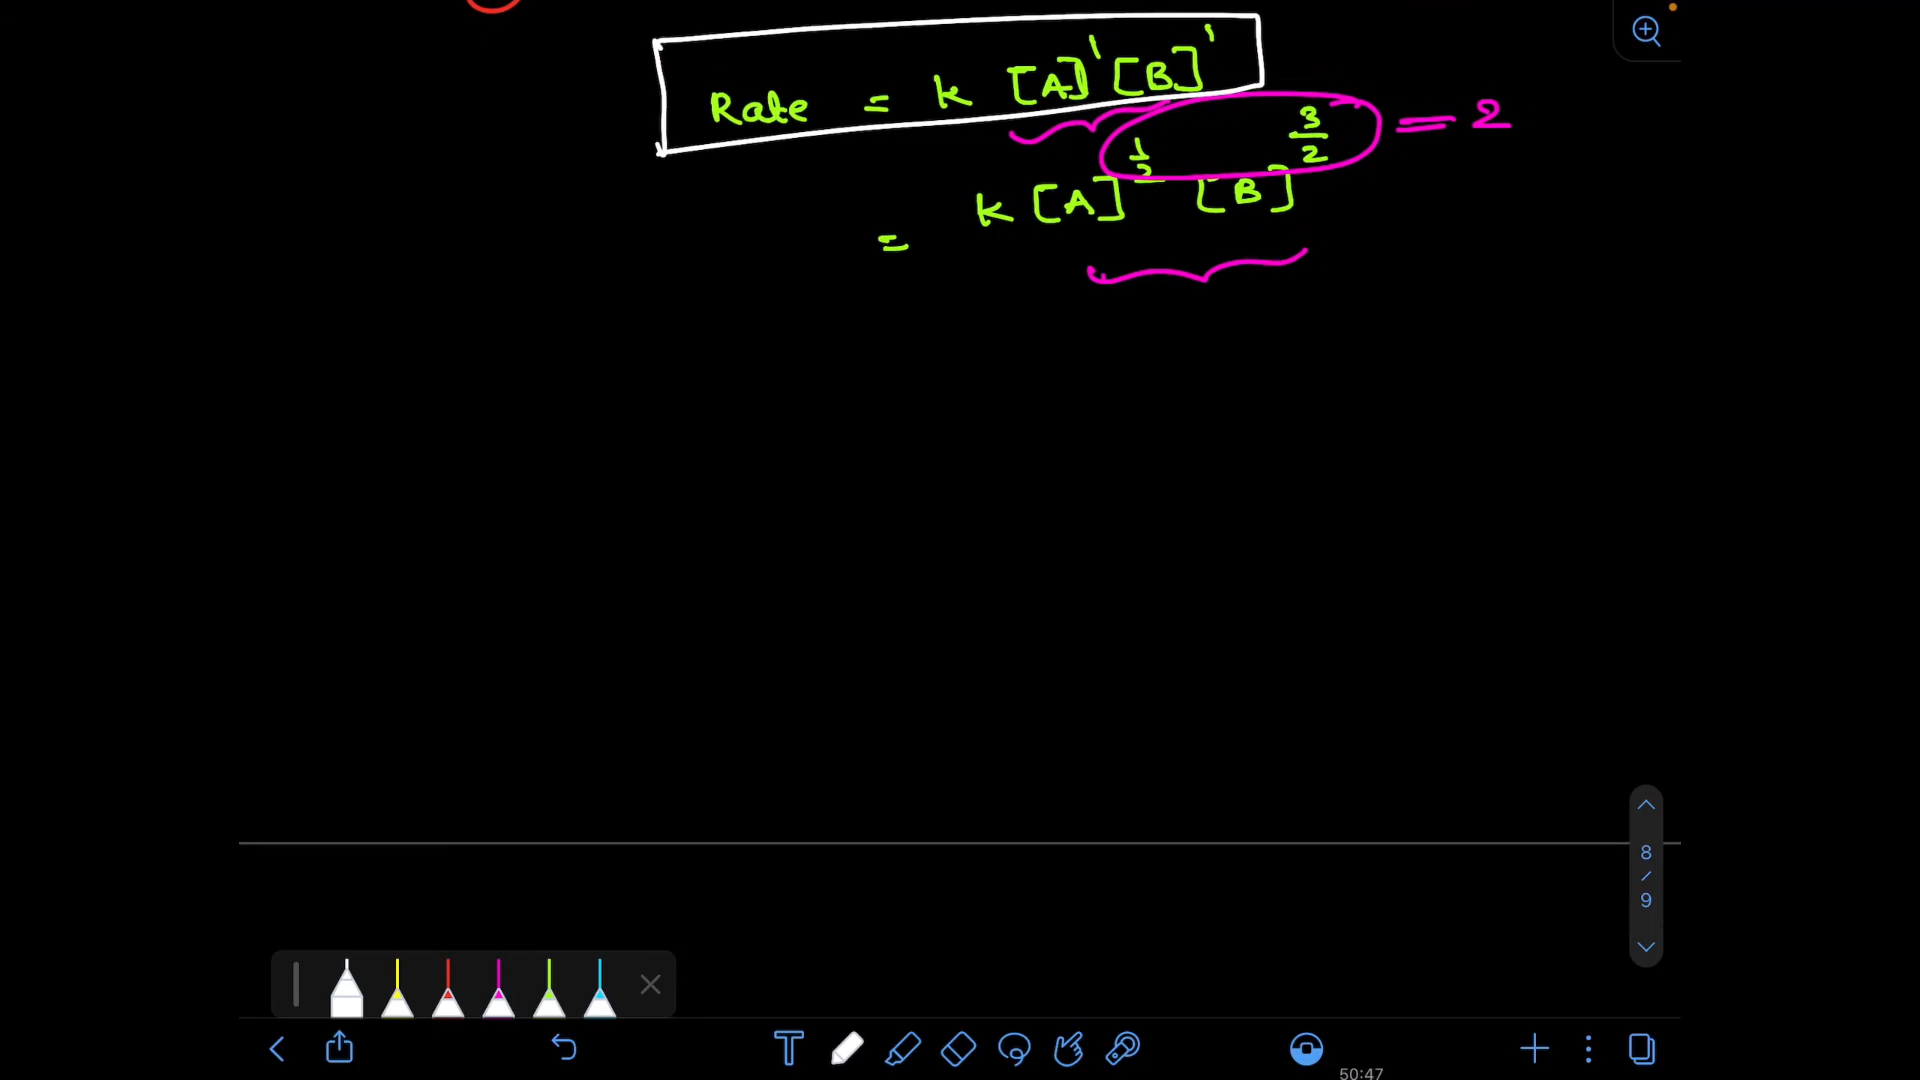 Rate = k [A]¹ [B]¹
= k [A]^1/2 [B]^3/2 = 2
8
/
9
50:47